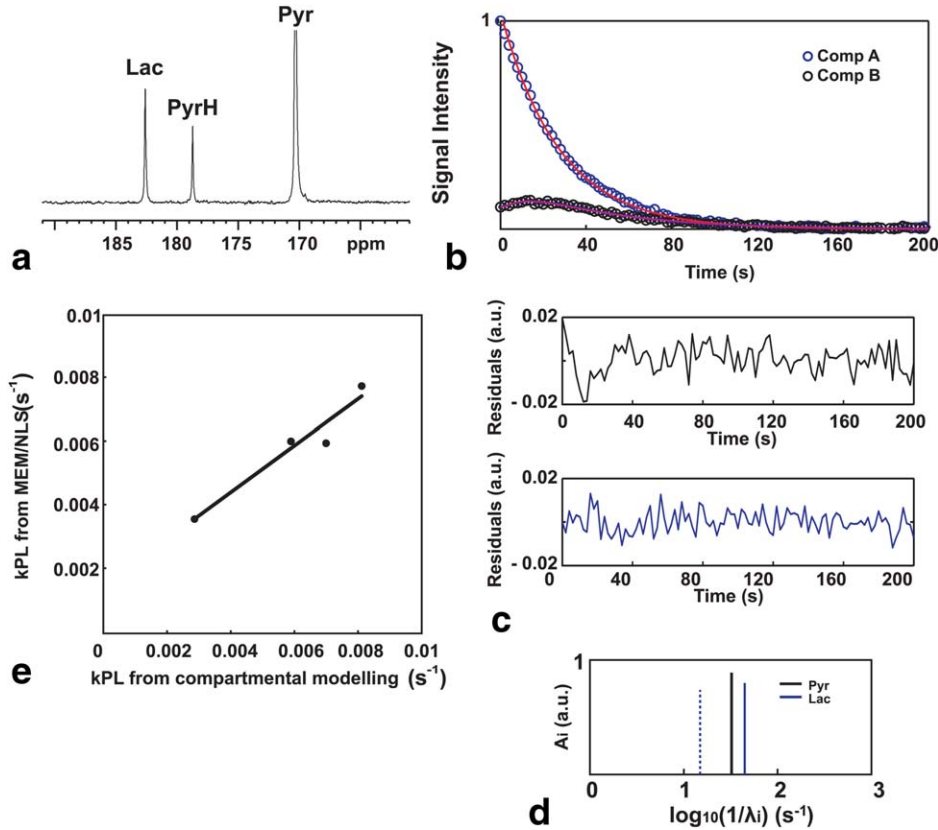 Pyr
Lac
PyrH
185 180 175 170 ppm
a
1
Signal Intensity
Comp A
Comp B
0 40 80 120 160 200
Time (s)
b
0.02
Residuals (a.u.)
- 0.02
0 40 80 120 160 200
Time (s)
0.02
Residuals (a.u.)
- 0.02
0 40 80 120 160 200
Time (s)
c
1
Ai (a.u.)
Pyr
Lac
0 1 2 3
log10(1/λi) (s-1)
d
0.01
0.008
0.006
0.004
0.002
kPL from MEM/NLS(s-1)
0 0.002 0.004 0.006 0.008 0.01
kPL from compartmental modelling (s-1)
e